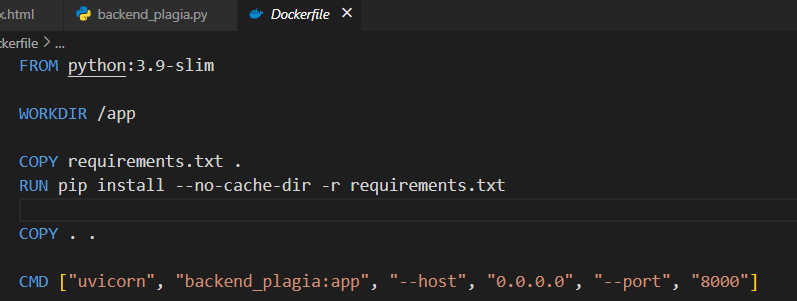 x.html backend_plagia.py Dockerfile
ckerfile > ...
FROM python:3.9-slim
WORKDIR /app
COPY requirements.txt .
RUN pip install --no-cache-dir -r requirements.txt
COPY . .
CMD ["uvicorn", "backend_plagia:app", "--host", "0.0.0.0", "--port", "8000"]